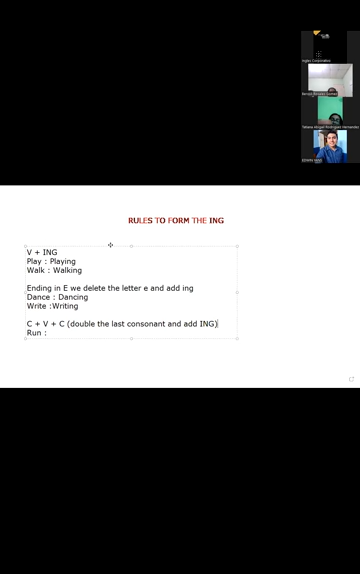 RULES TO FORM THE ING
V + ING
Play : Playing
Walk : Walking
Ending in E we delete the letter e and add ing
Dance : Dancing
Write :Writing
C + V + C (double the last consonant and add ING)
Run :
12